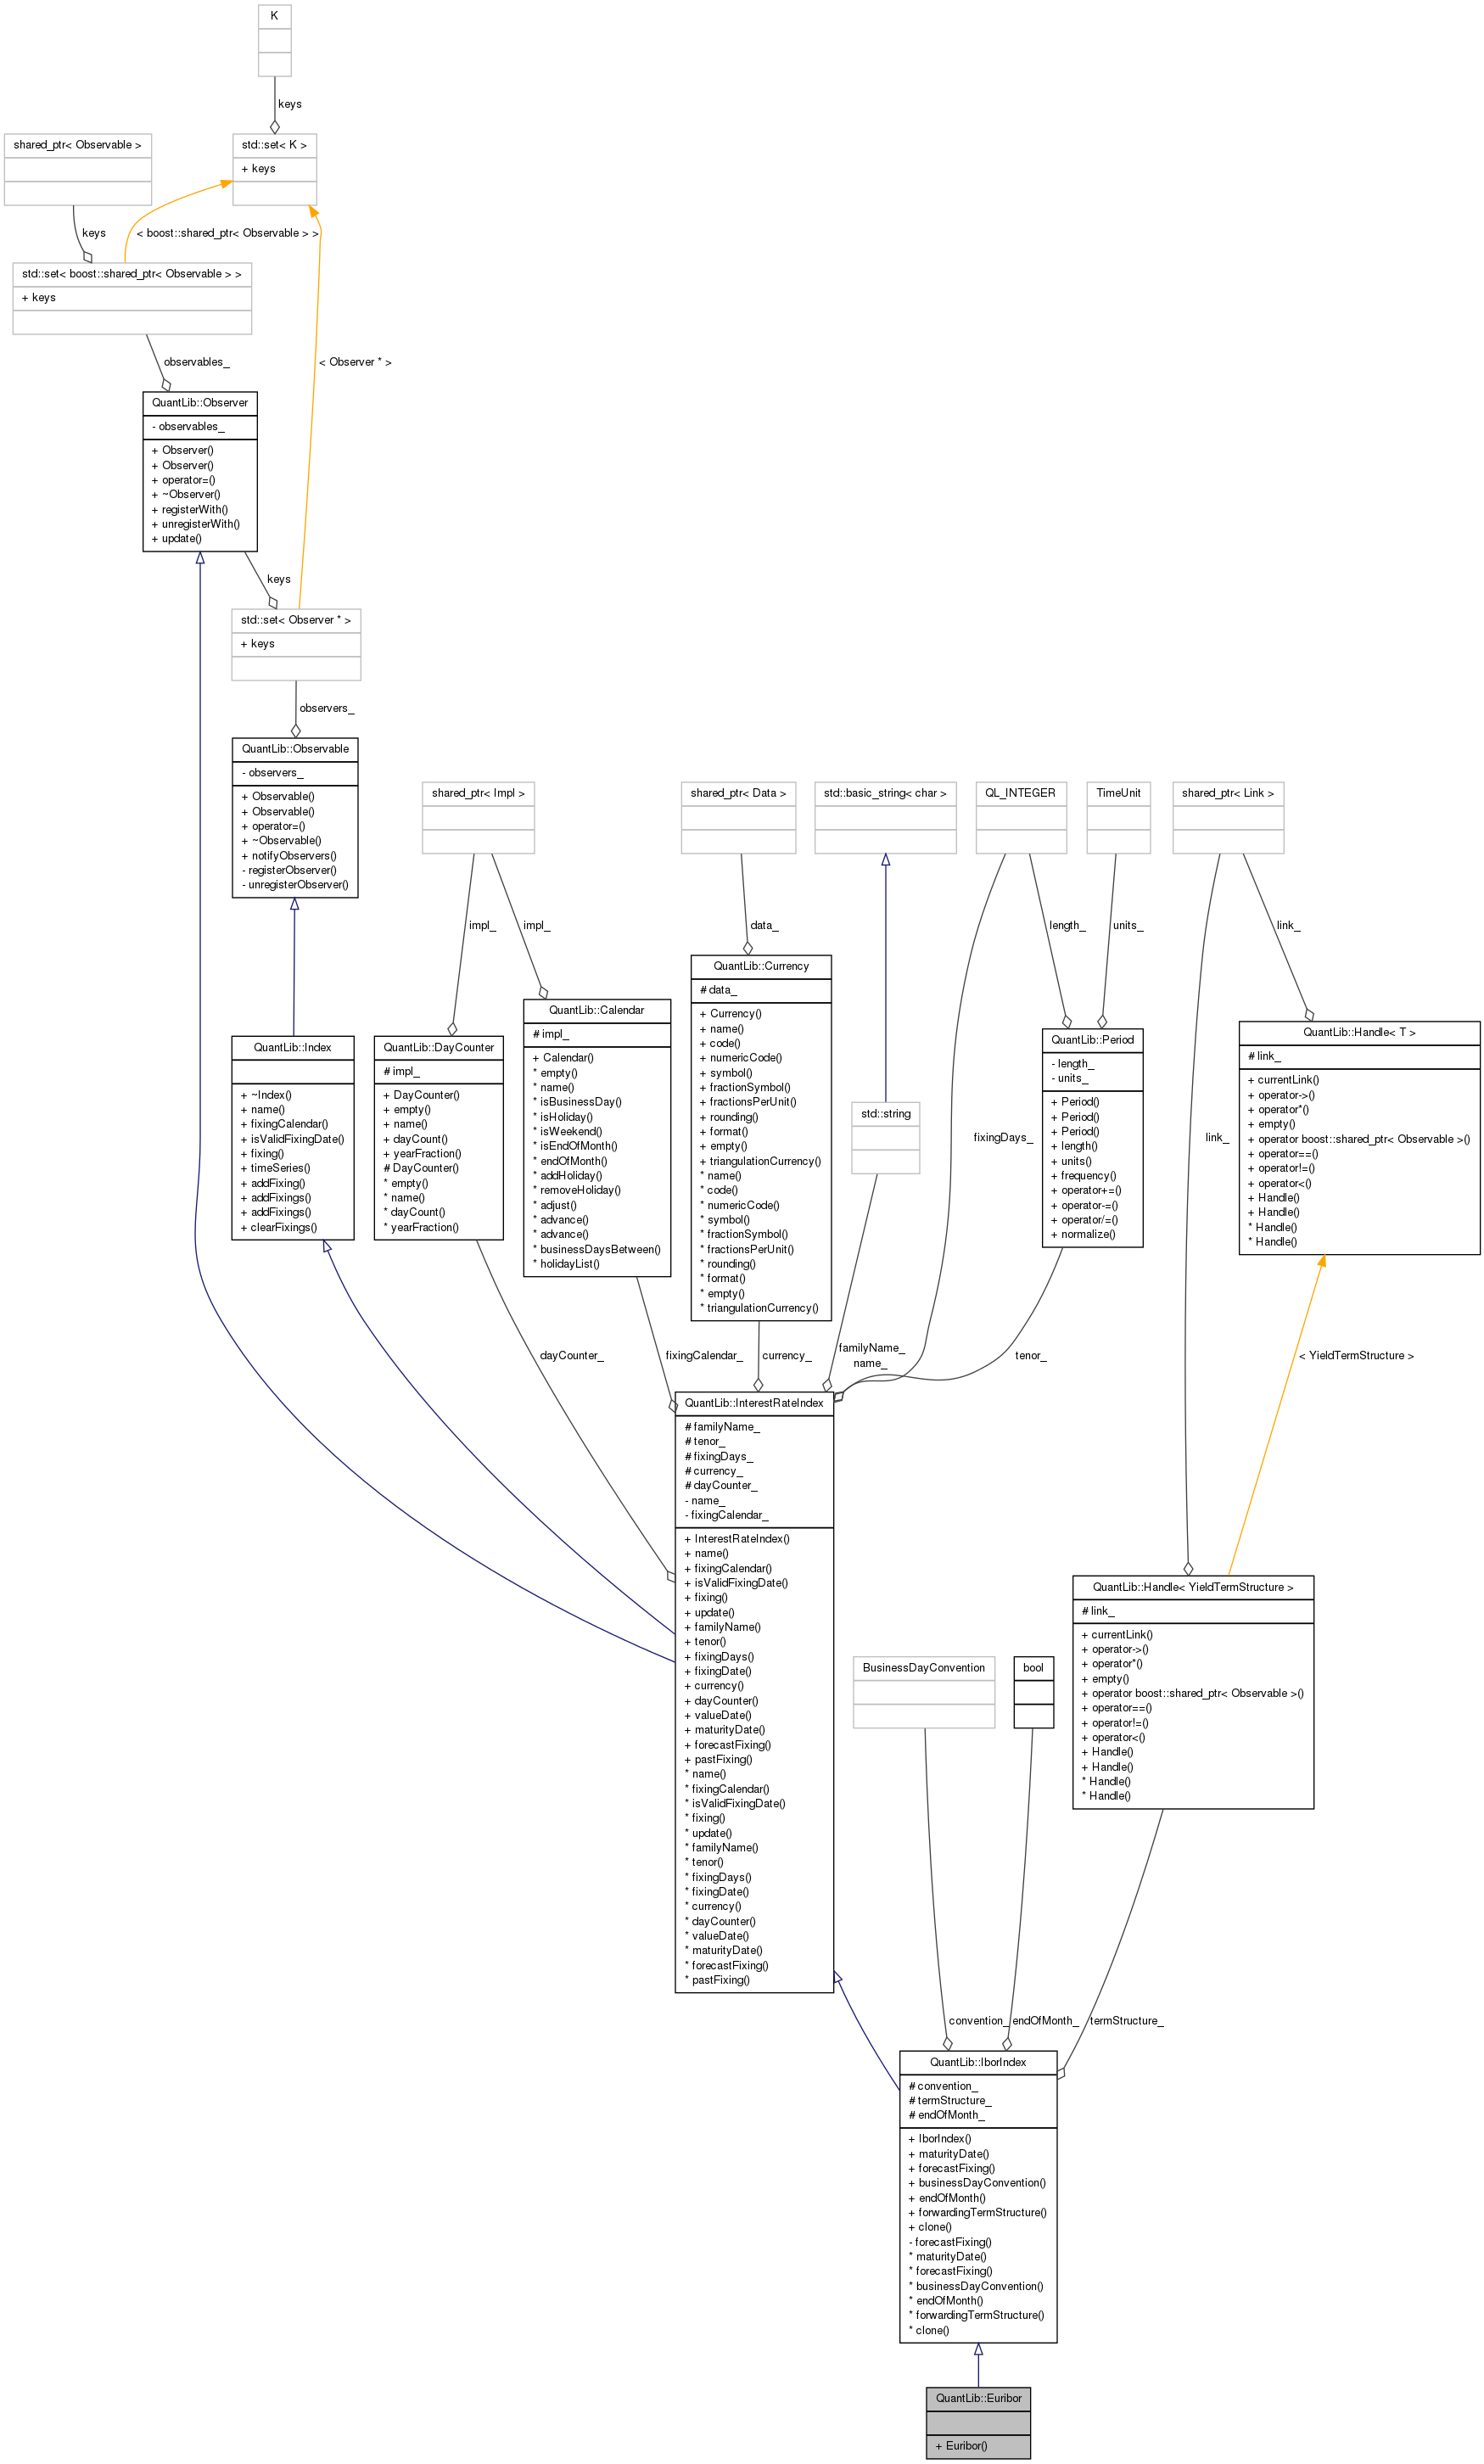 K
keys
shared_ptr< Observable >
std::set< K >
+ keys
keys
< boost::shared_ptr< Observable > >
std::set< boost::shared_ptr< Observable > >
+ keys
observables_
< Observer * >
QuantLib::Observer
- observables_
+ Observer()
+ Observer()
+ operator=()
+ ~Observer()
+ registerWith()
+ unregisterWith()
+ update()
keys
std::set< Observer * >
+ keys
observers_
QuantLib::Observable
- observers_
+ Observable()
+ Observable()
+ operator=()
+ ~Observable()
+ notifyObservers()
- registerObserver()
- unregisterObserver()
shared_ptr< Impl >
shared_ptr< Data >
std::basic_string< char >
QL_INTEGER
TimeUnit
shared_ptr< Link >
impl_
impl_
data_
length_
units_
link_
QuantLib::Index
+ ~Index()
+ name()
+ fixingCalendar()
+ isValidFixingDate()
+ fixing()
+ timeSeries()
+ addFixing()
+ addFixings()
+ addFixings()
+ clearFixings()
QuantLib::DayCounter
# impl_
+ DayCounter()
+ empty()
+ name()
+ dayCount()
+ yearFraction()
# DayCounter()
* empty()
* name()
* dayCount()
* yearFraction()
QuantLib::Calendar
# impl_
+ Calendar()
* empty()
* name()
* isBusinessDay()
* isHoliday()
* isWeekend()
* isEndOfMonth()
* endOfMonth()
* addHoliday()
* removeHoliday()
* adjust()
* advance()
* advance()
* businessDaysBetween()
* holidayList()
QuantLib::Currency
# data_
+ Currency()
+ name()
+ code()
+ numericCode()
+ symbol()
+ fractionSymbol()
+ fractionsPerUnit()
+ rounding()
+ format()
+ empty()
+ triangulationCurrency()
* name()
* code()
* numericCode()
* symbol()
* fractionSymbol()
* fractionsPerUnit()
* rounding()
* format()
* empty()
* triangulationCurrency()
std::string
fixingDays_
QuantLib::Period
- length_
- units_
+ Period()
+ Period()
+ Period()
+ length()
+ units()
+ frequency()
+ operator+=()
+ operator-=()
+ operator/=()
+ normalize()
link_
QuantLib::Handle< T >
# link_
+ currentLink()
+ operator->()
+ operator*()
+ empty()
+ operator boost::shared_ptr< Observable >()
+ operator==()
+ operator!=()
+ operator<()
+ Handle()
+ Handle()
* Handle()
* Handle()
dayCounter_
fixingCalendar_
currency_
familyName_
name_
tenor_
< YieldTermStructure >
QuantLib::InterestRateIndex
# familyName_
# tenor_
# fixingDays_
# currency_
# dayCounter_
- name_
- fixingCalendar_
+ InterestRateIndex()
+ name()
+ fixingCalendar()
+ isValidFixingDate()
+ fixing()
+ update()
+ familyName()
+ tenor()
+ fixingDays()
+ fixingDate()
+ currency()
+ dayCounter()
+ valueDate()
+ maturityDate()
+ forecastFixing()
+ pastFixing()
* name()
* fixingCalendar()
* isValidFixingDate()
* fixing()
* update()
* familyName()
* tenor()
* fixingDays()
* fixingDate()
* currency()
* dayCounter()
* valueDate()
* maturityDate()
* forecastFixing()
* pastFixing()
BusinessDayConvention
bool
QuantLib::Handle< YieldTermStructure >
# link_
+ currentLink()
+ operator->()
+ operator*()
+ empty()
+ operator boost::shared_ptr< Observable >()
+ operator==()
+ operator!=()
+ operator<()
+ Handle()
+ Handle()
* Handle()
* Handle()
convention_
endOfMonth_
termStructure_
QuantLib::IborIndex
# convention_
# termStructure_
# endOfMonth_
+ IborIndex()
+ maturityDate()
+ forecastFixing()
+ businessDayConvention()
+ endOfMonth()
+ forwardingTermStructure()
+ clone()
- forecastFixing()
* maturityDate()
* forecastFixing()
* businessDayConvention()
* endOfMonth()
* forwardingTermStructure()
* clone()
QuantLib::Euribor
+ Euribor()